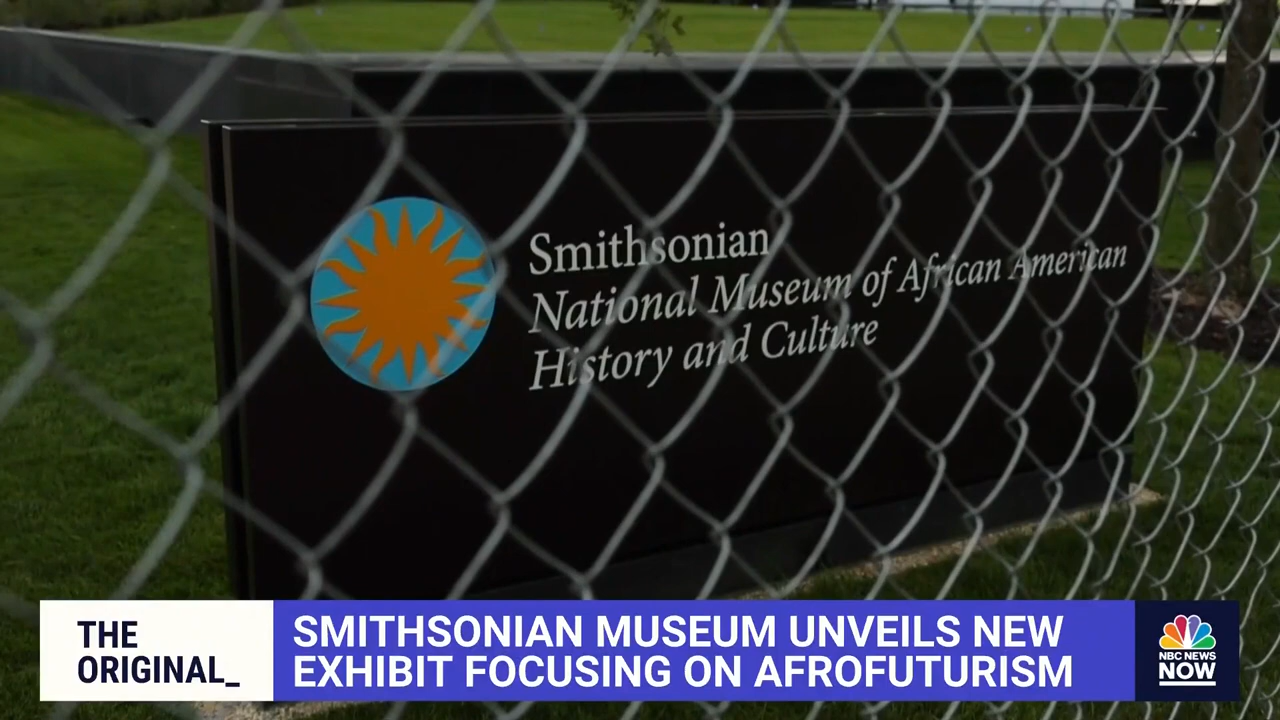 Smithsonian
National Museum of African American
History and Culture
THE
ORIGINAL_
SMITHSONIAN MUSEUM UNVEILS NEW
EXHIBIT FOCUSING ON AFROFUTURISM
NBC NEWS
NOW